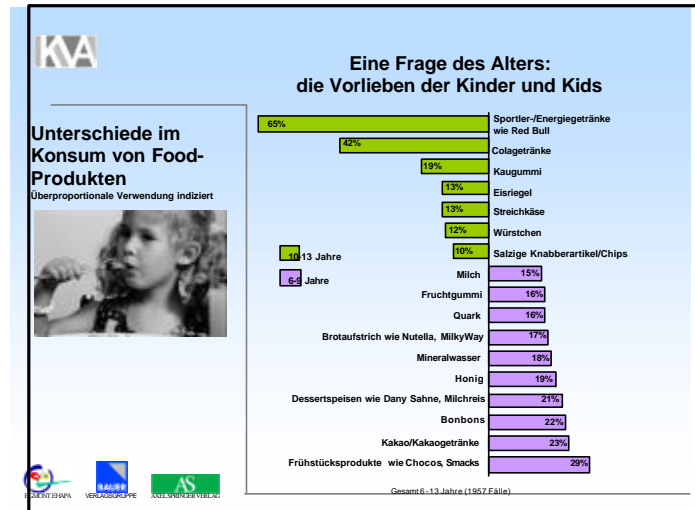 KVA
Eine Frage des Alters:
die Vorlieben der Kinder und Kids
Unterschiede im
Konsum von Food-
Produkten
Überproportionale Verwendung indiziert
65% Sportler-/Energiegetränke
wie Red Bull
42% Colagetränke
19% Kaugummi
13% Eisriegel
13% Streichkäse
12% Würstchen
10% Salzige Knabberartikel/Chips
10-13 Jahre
6-9 Jahre
Milch 15%
Fruchtgummi 16%
Quark 16%
Brotaufstrich wie Nutella, MilkyWay 17%
Mineralwasser 18%
Honig 19%
Dessertspeisen wie Dany Sahne, Milchreis 21%
Bonbons 22%
Kakao/Kakaogetränke 23%
Frühstücksprodukte wie Chocos, Smacks 29%
EGMONT EHAPA
BAUER
VERLAGSGRUPPE
AS
AXEL SPRINGER VERLAG
Gesamt 6-13 Jahre (1957 Fälle)